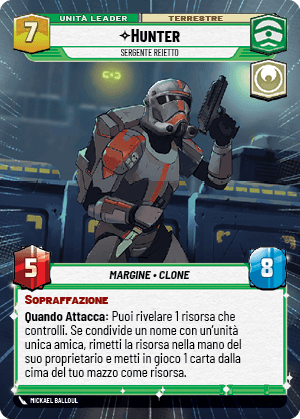 UNITÀ LEADER
TERRESTRE
7
HUNTER
SERGENTE REIETTO
MARGINE • CLONE
5
8
SOPRAFFAZIONE
Quando Attacca: Puoi rivelare 1 risorsa che
controlli. Se condivide un nome con un'unità
unica amica, rimetti la risorsa nella mano del
suo proprietario e metti in gioco 1 carta dalla
cima del tuo mazzo come risorsa.
MICKAEL BALLOUL